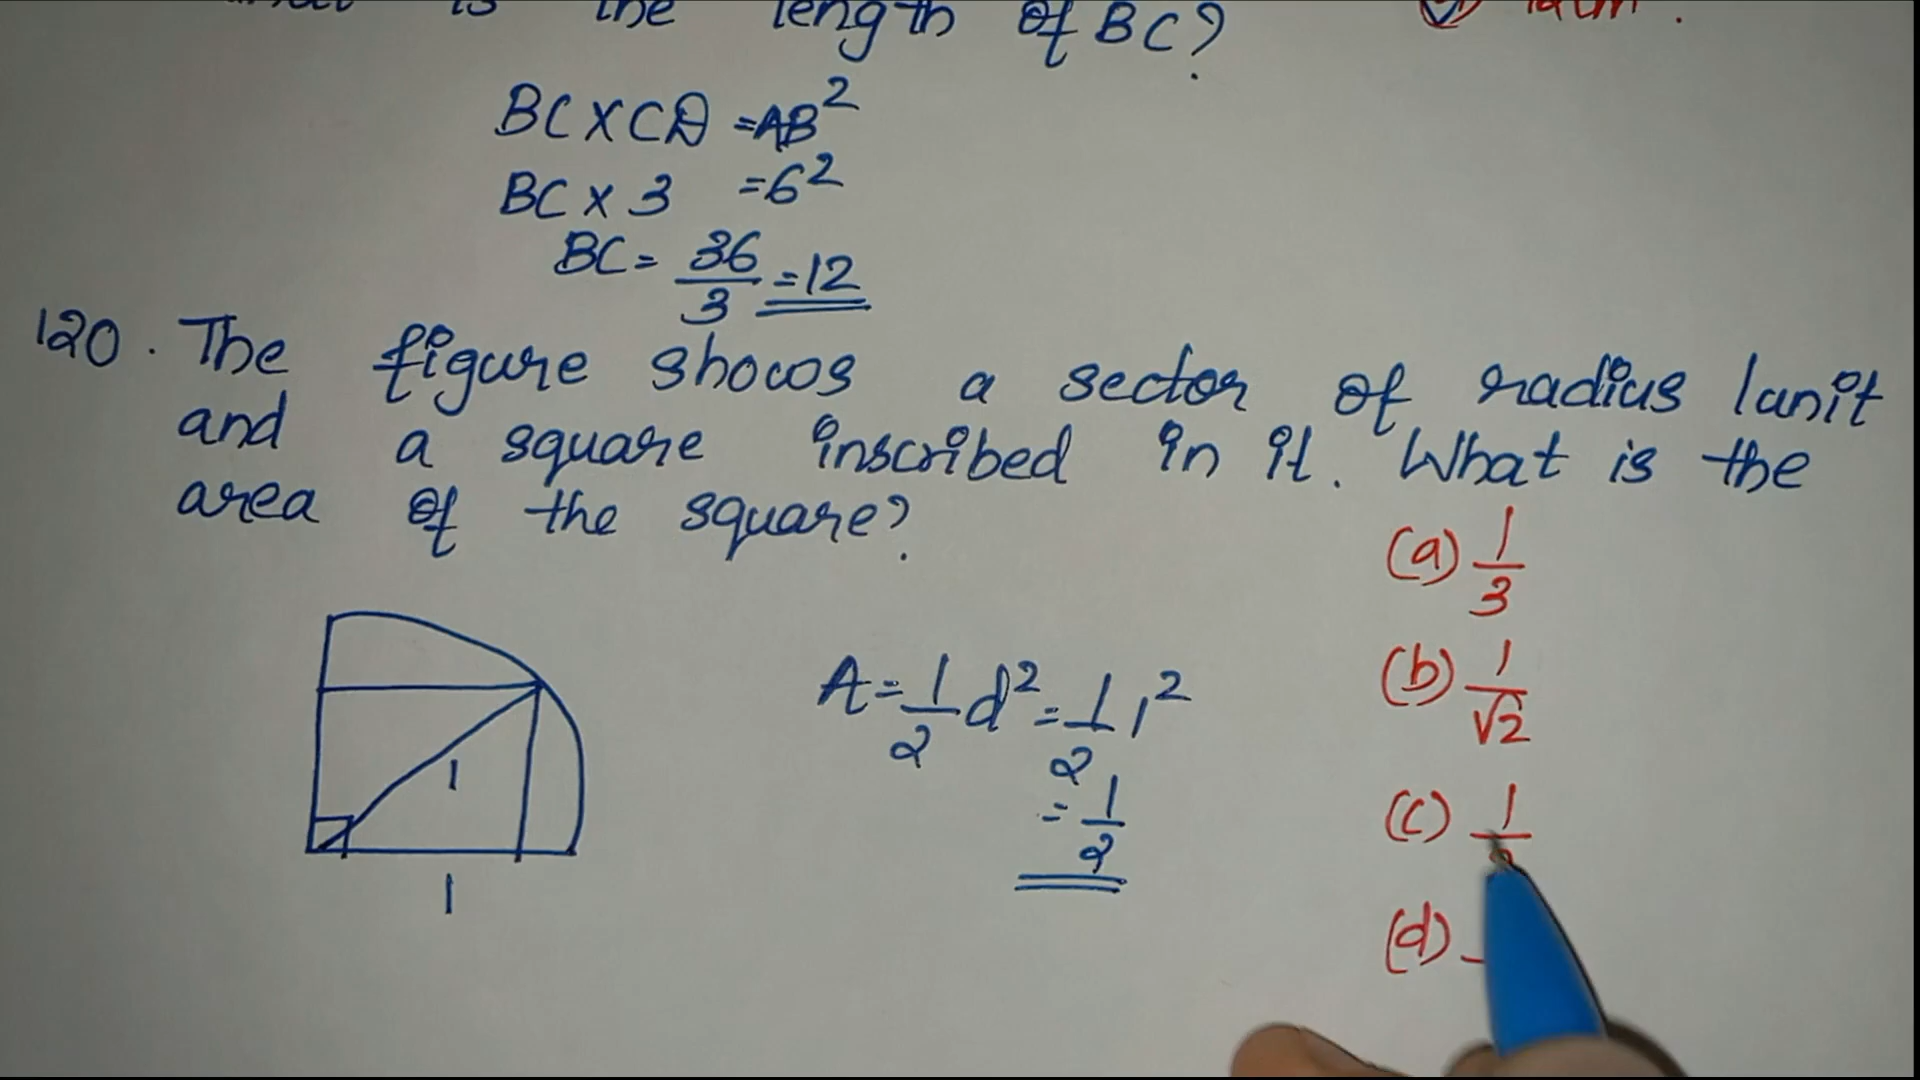 is the length of BC?
BC×CD =AB²
BC × 3 =6²
BC = 36/3 =12
120. The figure shows a sector of radius 1unit
and a square inscribed in it. What is the
area of the square?
(a) 1/3
(b) 1/√2
(c) 1/2
(d)
A = 1/2 d² = 1/2 1²
= 1/2
1
1